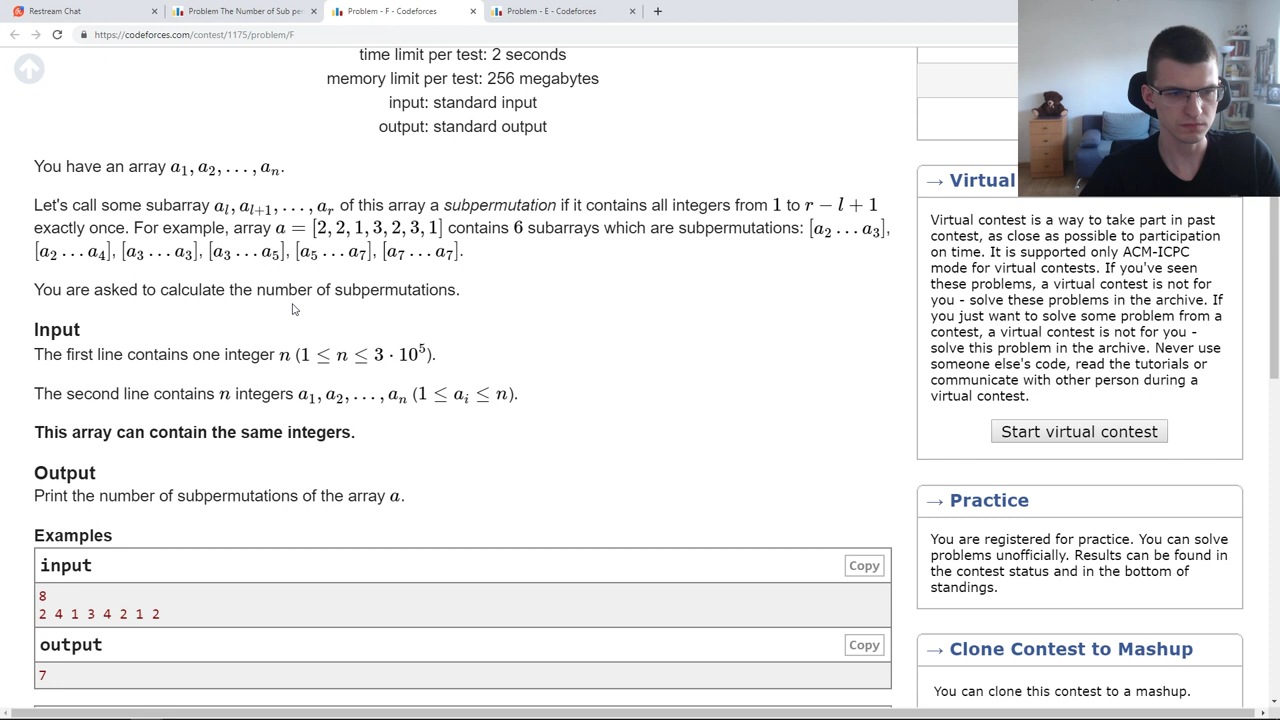 Restream Chat
Problem The Number of Sub per
Problem - F - Codeforces
Problem - E - Codeforces
https://codeforces.com/contest/1175/problem/F
time limit per test: 2 seconds
memory limit per test: 256 megabytes
input: standard input
output: standard output
You have an array a1, a2, . . . , an.
Let's call some subarray al, al+1, . . . , ar of this array a subpermutation if it contains all integers from 1 to r − l + 1
exactly once. For example, array a = [2, 2, 1, 3, 2, 3, 1] contains 6 subarrays which are subpermutations: [a2 . . . a3],
[a2 . . . a4], [a3 . . . a3], [a3 . . . a5], [a5 . . . a7], [a7 . . . a7].
You are asked to calculate the number of subpermutations.
Input
The first line contains one integer n (1 ≤ n ≤ 3 · 10^5).
The second line contains n integers a1, a2, . . . , an (1 ≤ ai ≤ n).
This array can contain the same integers.
Output
Print the number of subpermutations of the array a.
Examples
input
Copy
8
2 4 1 3 4 2 1 2
output
Copy
7
→ Virtual
Virtual contest is a way to take part in past
contest, as close as possible to participation
on time. It is supported only ACM-ICPC
mode for virtual contests. If you've seen
these problems, a virtual contest is not for
you - solve these problems in the archive. If
you just want to solve some problem from a
contest, a virtual contest is not for you -
solve this problem in the archive. Never use
someone else's code, read the tutorials or
communicate with other person during a
virtual contest.
Start virtual contest
→ Practice
You are registered for practice. You can solve
problems unofficially. Results can be found in
the contest status and in the bottom of
standings.
→ Clone Contest to Mashup
You can clone this contest to a mashup.